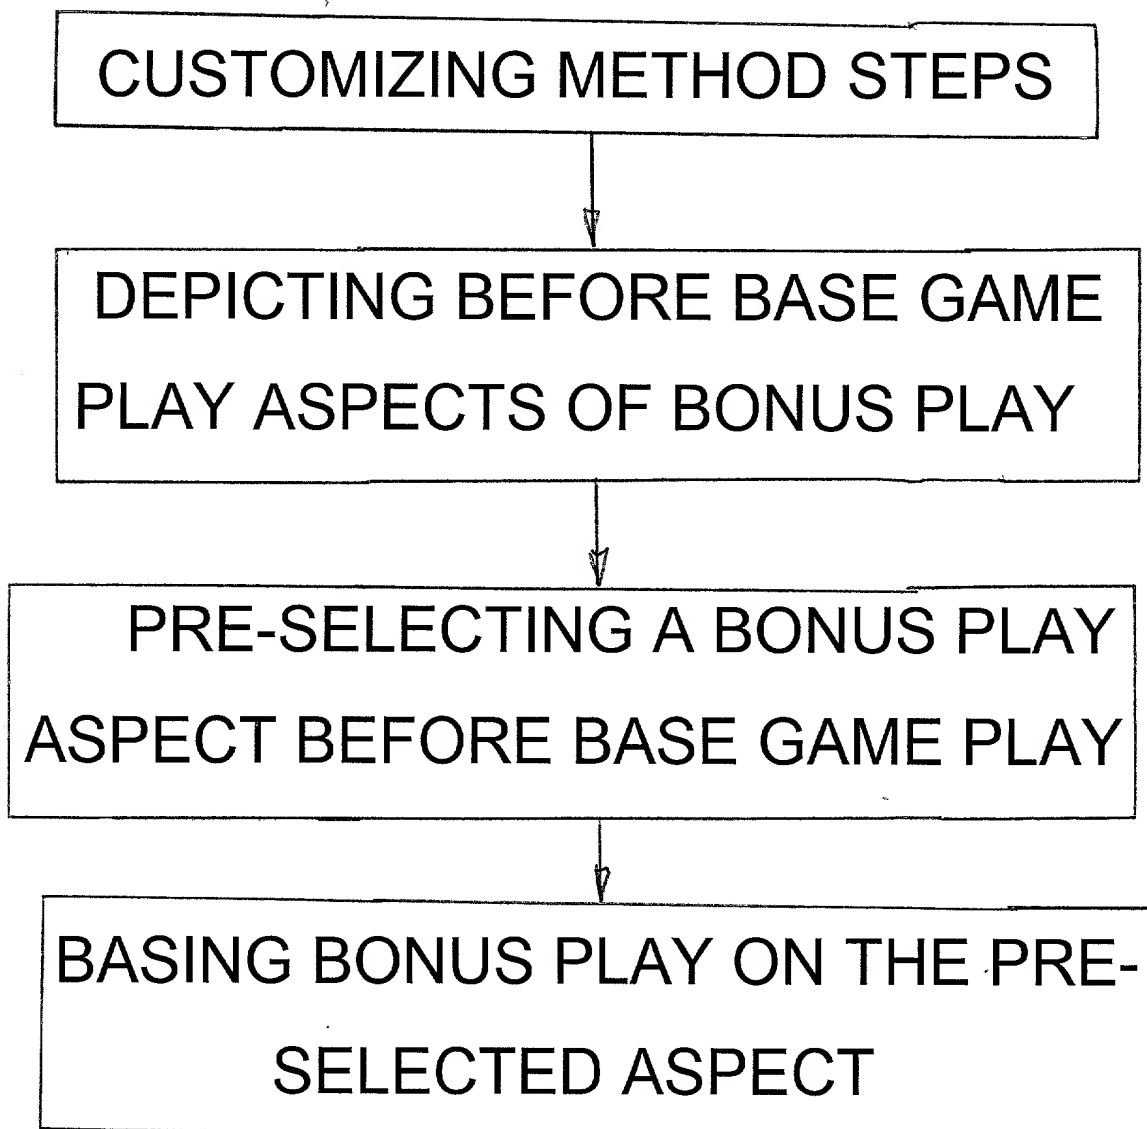 CUSTOMIZING METHOD STEPS
DEPICTING BEFORE BASE GAME
PLAY ASPECTS OF BONUS PLAY
PRE-SELECTING A BONUS PLAY
ASPECT BEFORE BASE GAME PLAY
BASING BONUS PLAY ON THE PRE-
SELECTED ASPECT